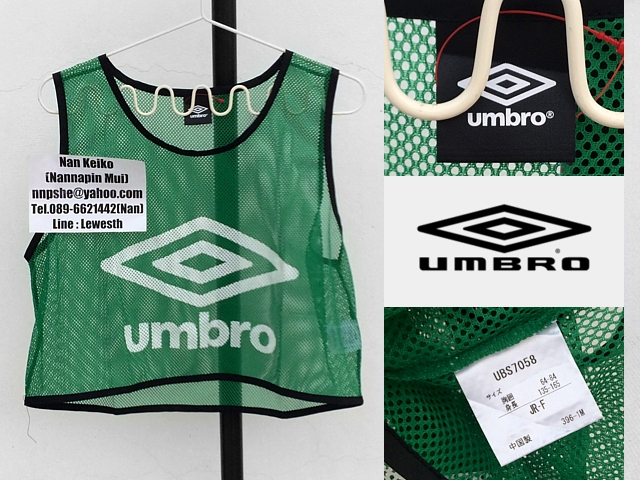 umbro
Nan Keiko
(Nannapin Mui)
nnpshe@yahoo.com
Tel.089-6621442(Nan)
Line : Lewesth
umbro
umbro®
UMBRO®
UBS7058
サイズ
胸囲 64-84
身長 135-165
JR-F
396-1M
中国製